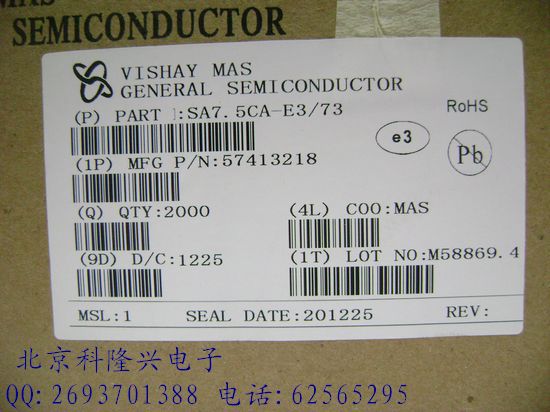 MAS
SEMICONDUCTOR
VISHAY MAS
GENERAL SEMICONDUCTOR
(P) PART :SA7.5CA-E3/73
RoHS
e3
Pb
(1P) MFG P/N:57413218
(Q) QTY:2000
(4L) COO:MAS
(9D) D/C:1225
(1T) LOT NO:M58869.4
MSL:1 SEAL DATE:201225 REV:
北京科隆兴电子
QQ:2693701388 电话:62565295